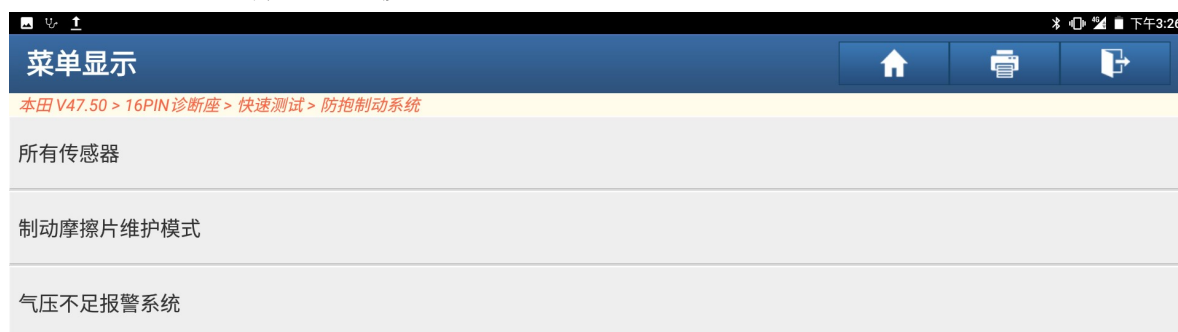 4G 下午3:26
菜单显示
本田 V47.50 > 16PIN诊断座 > 快速测试 > 防抱制动系统
所有传感器
制动摩擦片维护模式
气压不足报警系统